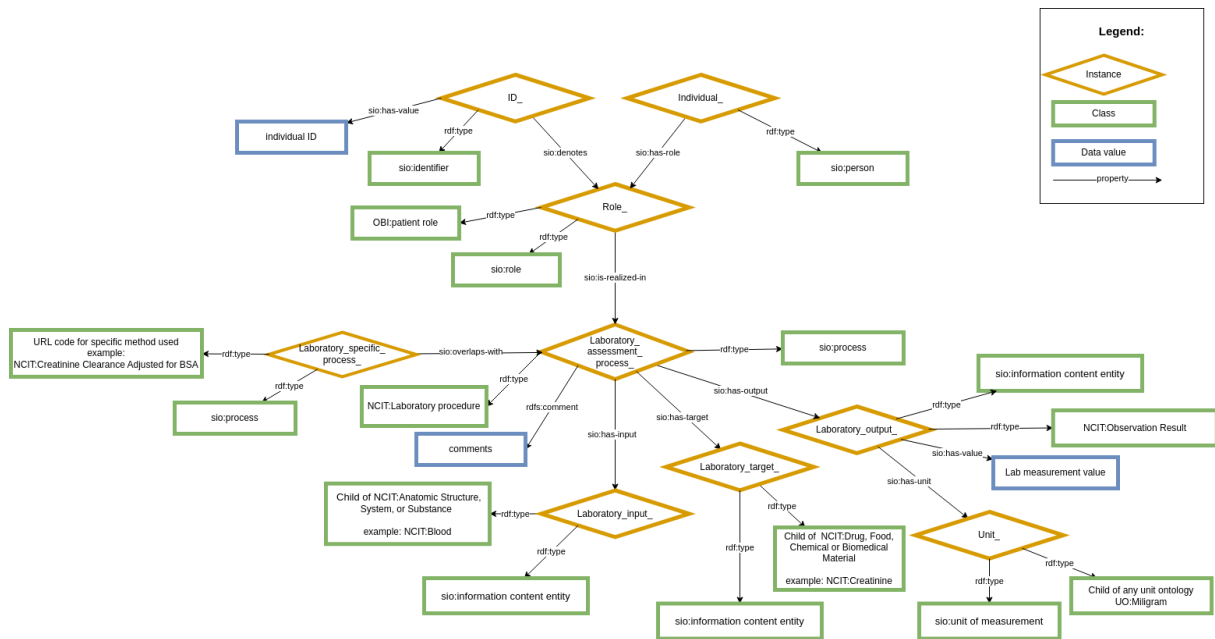 Legend:
Instance
Class
Data value
property
ID_
Individual_
sio:has-value
rdf:type
rdf:type
individual ID
sio:denotes
sio:has-role
sio:identifier
sio:person
Role_
OBI:patient role
rdf:type
rdf:type
sio:role
sio:is-realized-in
URL code for specific method used
example:
NCIT:Creatinine Clearance Adjusted for BSA
rdf:type
Laboratory_specific_
process_
sio:overlaps-with
Laboratory_
assessment_
process_
rdf:type
sio:process
rdf:type
sio:process
rdf:type
NCIT:Laboratory procedure
rdfs:comment
comments
sio:has-input
sio:has-target
sio:has-output
sio:information content entity
rdf:type
Laboratory_output_
rdf:type
NCIT:Observation Result
sio:has-value
Lab measurement value
sio:has-unit
Laboratory_target_
rdf:type
rdf:type
Child of NCIT:Anatomic Structure,
System, or Substance
example: NCIT:Blood
rdf:type
Laboratory_input_
rdf:type
sio:information content entity
Child of  NCIT:Drug, Food,
Chemical or Biomedical
Material
example: NCIT:Creatinine
sio:information content entity
Unit_
rdf:type
rdf:type
sio:unit of measurement
Child of any unit ontology
UO:Miligram